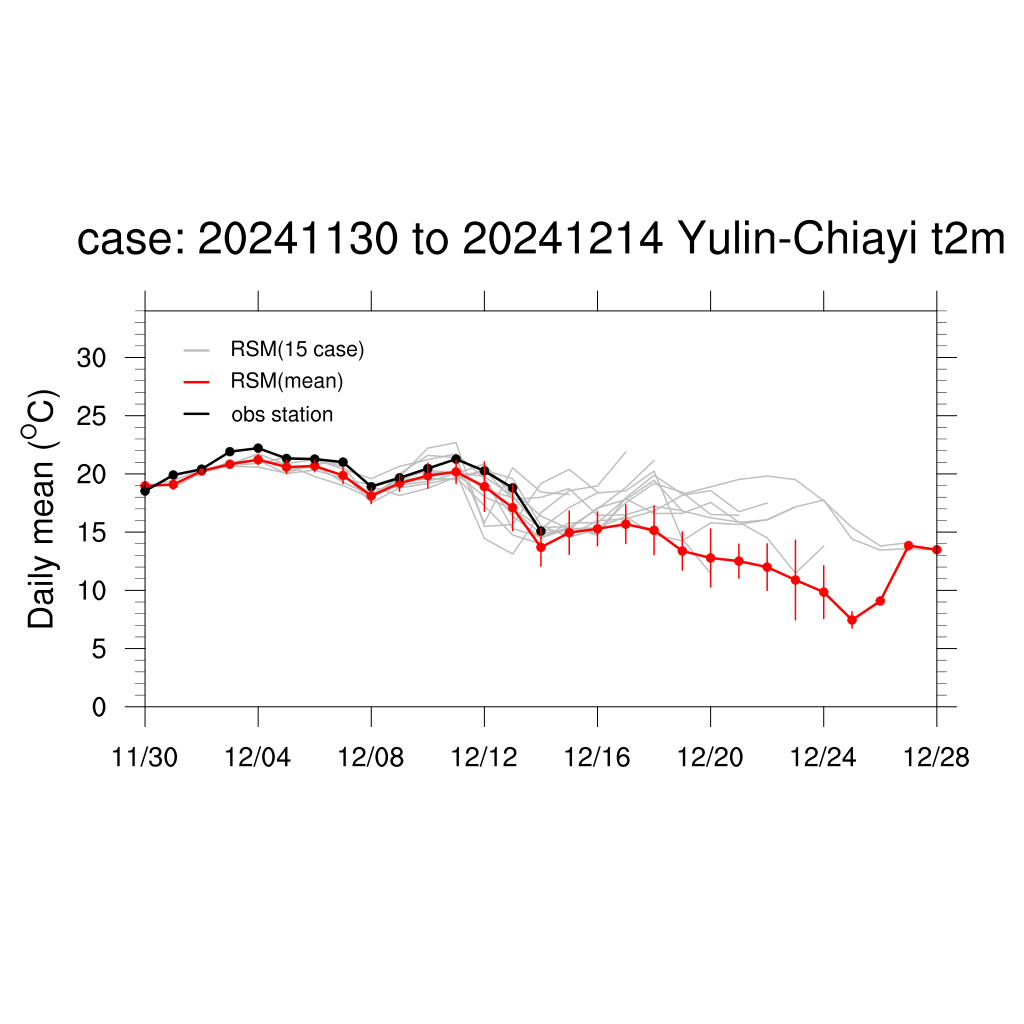 case: 20241130 to 20241214 Yulin-Chiayi t2m
RSM(15 case)
RSM(mean)
obs station
Daily mean (°C)
30
25
20
15
10
5
0
11/30 12/04 12/08 12/12 12/16 12/20 12/24 12/28